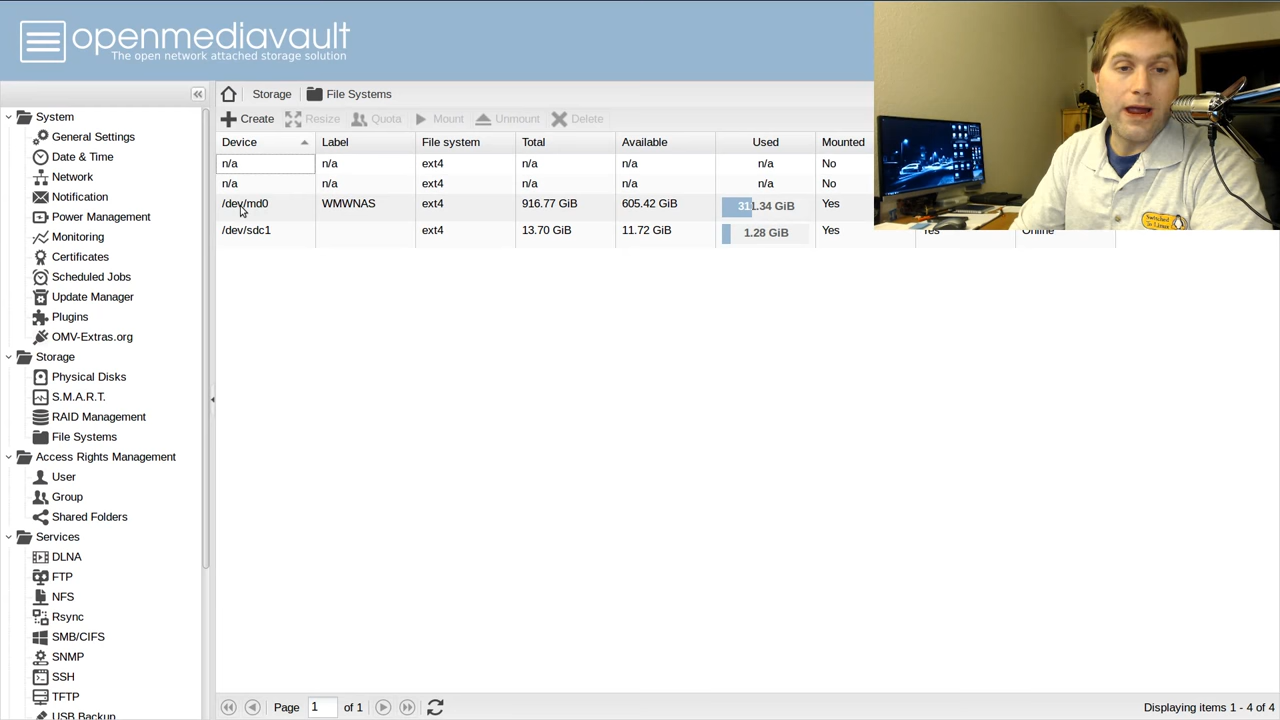 openmediavault
The open network attached storage solution
Storage
File Systems
Create
Resize
Quota
Mount
Unmount
Delete
Device
Label
File system
Total
Available
Used
Mounted
n/a n/a ext4 n/a n/a n/a No
n/a n/a ext4 n/a n/a n/a No
/dev/md0 WMWNAS ext4 916.77 GiB 605.42 GiB 311.34 GiB Yes
/dev/sdc1 ext4 13.70 GiB 11.72 GiB 1.28 GiB Yes Yes Online
System
General Settings
Date & Time
Network
Notification
Power Management
Monitoring
Certificates
Scheduled Jobs
Update Manager
Plugins
OMV-Extras.org
Storage
Physical Disks
S.M.A.R.T.
RAID Management
File Systems
Access Rights Management
User
Group
Shared Folders
Services
DLNA
FTP
NFS
Rsync
SMB/CIFS
SNMP
SSH
TFTP
USB Backup
Page 1 of 1
Displaying items 1 - 4 of 4
Switched
To Linux